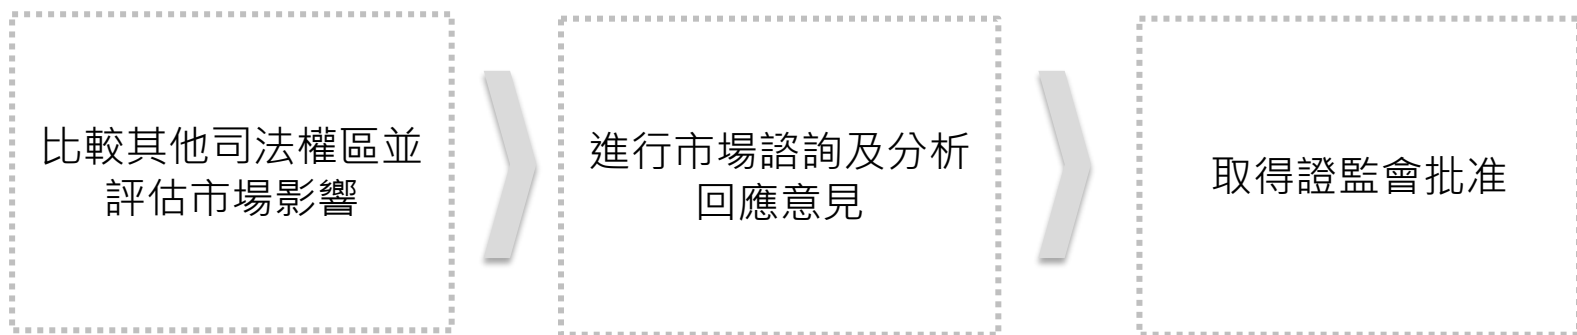 比較其他司法權區並
評估市場影響
進行市場諮詢及分析
回應意見
取得證監會批准